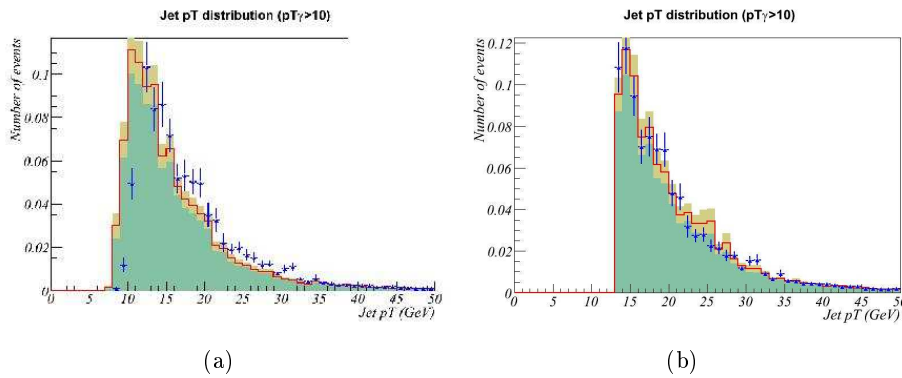 Jet pT distribution (pTγ>10)
Number of events
0.1
0.08
0.06
0.04
0.02
0
0 5 10 15 20 25 30 35 40 45 50
Jet pT (GeV)
(a)
Jet pT distribution (pTγ>10)
Number of events
0.12
0.1
0.08
0.06
0.04
0.02
0
0 5 10 15 20 25 30 35 40 45 50
Jet pT (GeV)
(b)